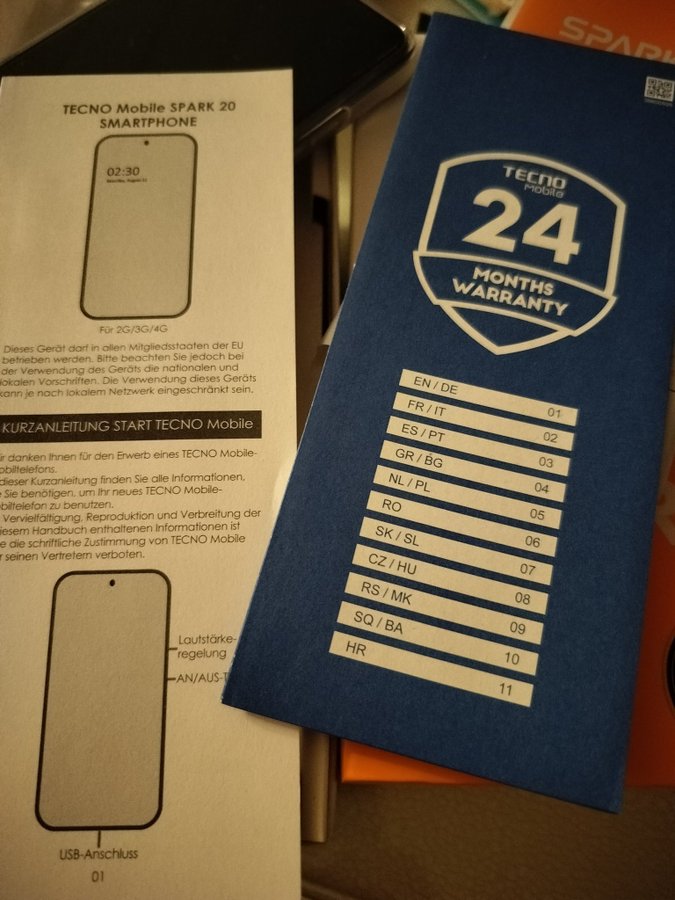 TECNO Mobile SPARK 20
SMARTPHONE
02:30
Für 2G/3G/4G
Dieses Gerät darf in allen Mitgliedsstaaten der EU
betrieben werden. Bitte beachten Sie jedoch bei
der Verwendung des Geräts die nationalen und
lokalen Vorschriften. Die Verwendung dieses Geräts
kann je nach lokalem Netzwerk eingeschränkt sein.
KURZANLEITUNG START TECNO Mobile
ir danken Ihnen für den Erwerb eines TECNO Mobile-
obiltelefons.
dieser Kurzanleitung finden Sie alle Informationen,
e Sie benötigen, um Ihr neues TECNO Mobile-
obiltelefon zu benutzen.
Vervielfältigung, Reproduktion und Verbreitung der
diesem Handbuch enthaltenen Informationen ist
e die schriftliche Zustimmung von TECNO Mobile
r seinen Vertretern verboten.
Lautstärke-
regelung
AN/AUS-T
USB-Anschluss
01
SPARK
TECNO
mobile
24
MONTHS
WARRANTY
EN / DE 01
FR / IT 02
ES / PT 03
GR / BG 04
NL / PL 05
RO 06
SK / SL 07
CZ / HU 08
RS / MK 09
SQ / BA 10
HR 11